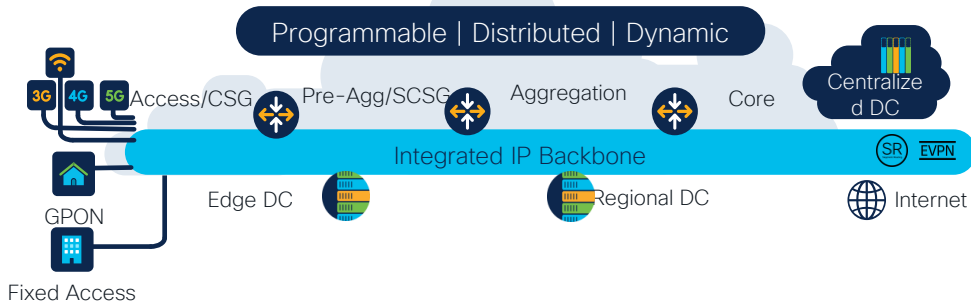 Programmable | Distributed | Dynamic
3G
4G
5G
Access/CSG
Pre-Agg/SCSG
Aggregation
Core
Centralize
d DC
Integrated IP Backbone
SR
EVPN
GPON
Edge DC
Regional DC
Internet
Fixed Access